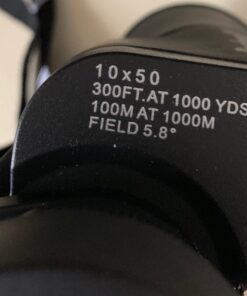 10x50
300FT.AT 1000 YDS
100M AT 1000M
FIELD 5.8°